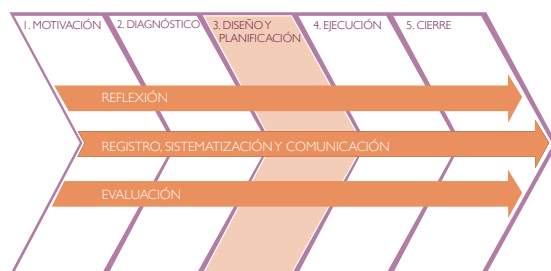 1. MOTIVACIÓN
2. DIAGNÓSTICO
3. DISEÑO Y
PLANIFICACIÓN
4. EJECUCIÓN
5. CIERRE
REFLEXIÓN
REGISTRO, SISTEMATIZACIÓN Y COMUNICACIÓN
EVALUACIÓN